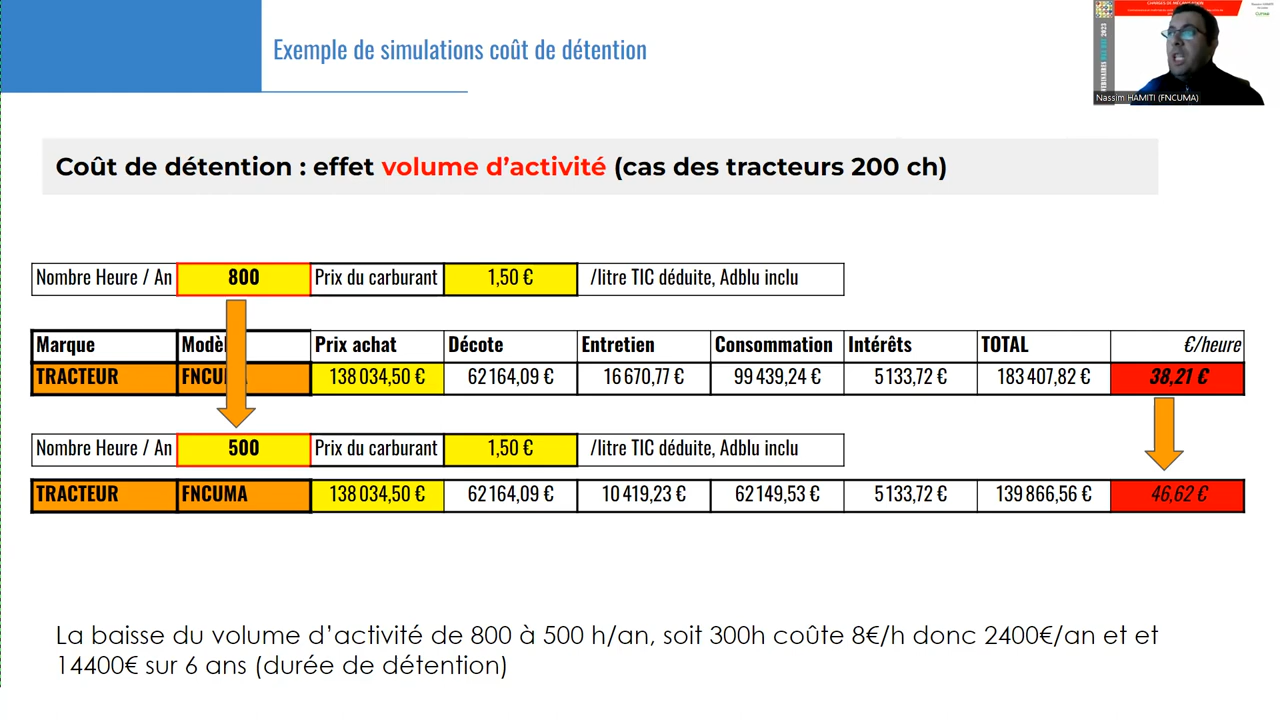 Exemple de simulations coût de détention
Nassim HAMITI (FNCUMA)
Coût de détention : effet volume d'activité (cas des tracteurs 200 ch)
Nombre Heure / An 800 Prix du carburant 1,50 € /litre TIC déduite, Adblu inclu
Marque Modèl Prix achat Décote Entretien Consommation Intérêts TOTAL €/heure
TRACTEUR 138 034,50 € 62 164,09 € 16 670,77 € 99 439,24 € 5 133,72 € 183 407,82 € 38,21 €
Nombre Heure / An 500 Prix du carburant 1,50 € /litre TIC déduite, Adblu inclu
TRACTEUR FNCUMA 138 034,50 € 62 164,09 € 10 419,23 € 62 149,53 € 5 133,72 € 139 866,56 € 46,62 €
La baisse du volume d'activité de 800 à 500 h/an, soit 300h coûte 8€/h donc 2400€/an et et
14400€ sur 6 ans (durée de détention)